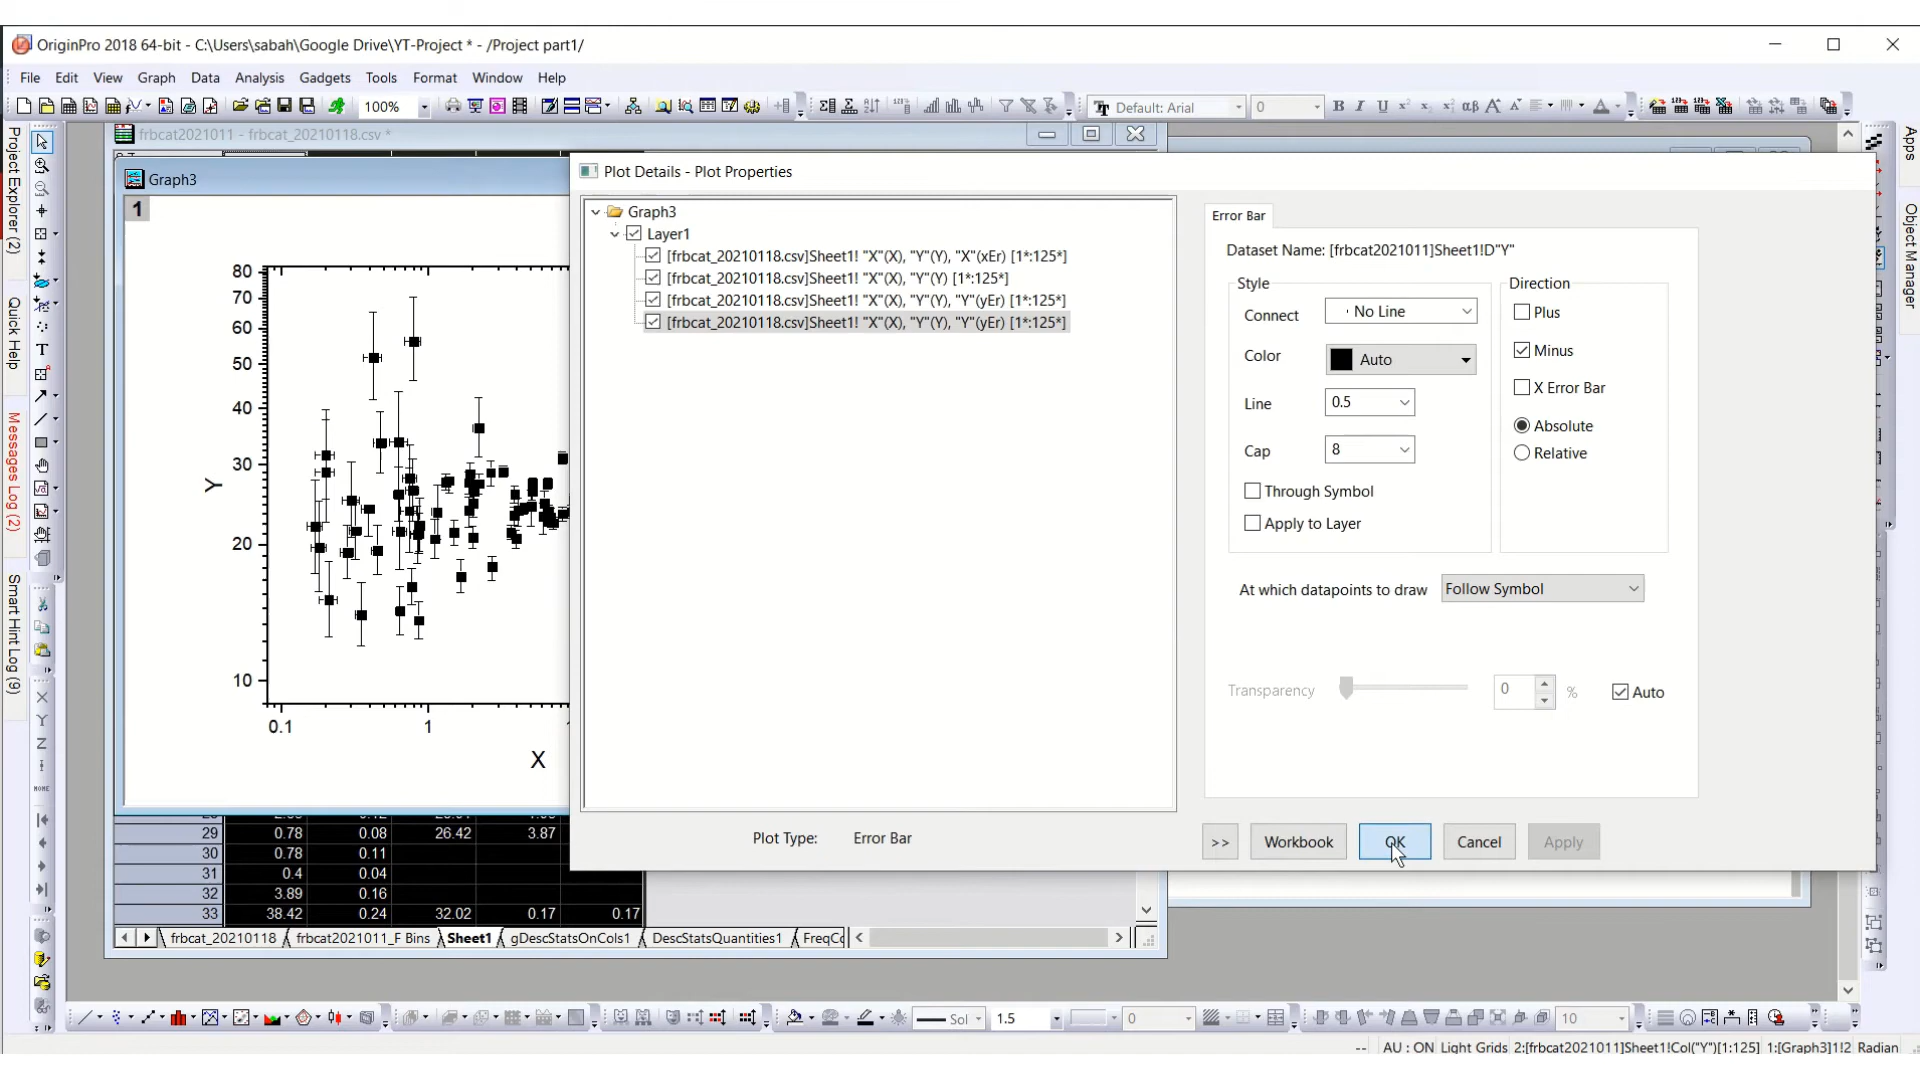 OriginPro 2018 64-bit - C:\Users\sabah\Google Drive\YT-Project * - /Project part1/
File Edit View Graph Data Analysis Gadgets Tools Format Window Help
100% Default: Arial 0 B I U αβ
Project Explorer (2)
Quick Help
Messages Log (2)
Smart Hint Log (9)
Apps
Object Manager
frbcat2021011 - frbcat_20210118.csv *
Graph3
1
80
70
60
50
40
30
20
10
0.1 1
Y
X
Plot Details - Plot Properties
Graph3
Layer1
[frbcat_20210118.csv]Sheet1! "X"(X), "Y"(Y), "X"(xEr) [1*:125*]
[frbcat_20210118.csv]Sheet1! "X"(X), "Y"(Y) [1*:125*]
[frbcat_20210118.csv]Sheet1! "X"(X), "Y"(Y), "Y"(yEr) [1*:125*]
[frbcat_20210118.csv]Sheet1! "X"(X), "Y"(Y), "Y"(yEr) [1*:125*]
Plot Type: Error Bar
Error Bar
Dataset Name: [frbcat2021011]Sheet1!D"Y"
Style
Connect No Line
Color Auto
Line 0.5
Cap 8
Through Symbol
Apply to Layer
Direction
Plus
Minus
X Error Bar
Absolute
Relative
At which datapoints to draw Follow Symbol
Transparency 0 % Auto
>> Workbook OK Cancel Apply
29 0.78 0.08 26.42 3.87
30 0.78 0.11
31 0.4 0.04
32 3.89 0.16
33 38.42 0.24 32.02 0.17 0.17
frbcat_20210118 frbcat2021011_F Bins Sheet1 gDescStatsOnCols1 DescStatsQuantities1 FreqCo
Sol 1.5 0 10
-- AU : ON Light Grids 2:[frbcat2021011]Sheet1!Col("Y")[1:125] 1:[Graph3]1!2 Radian